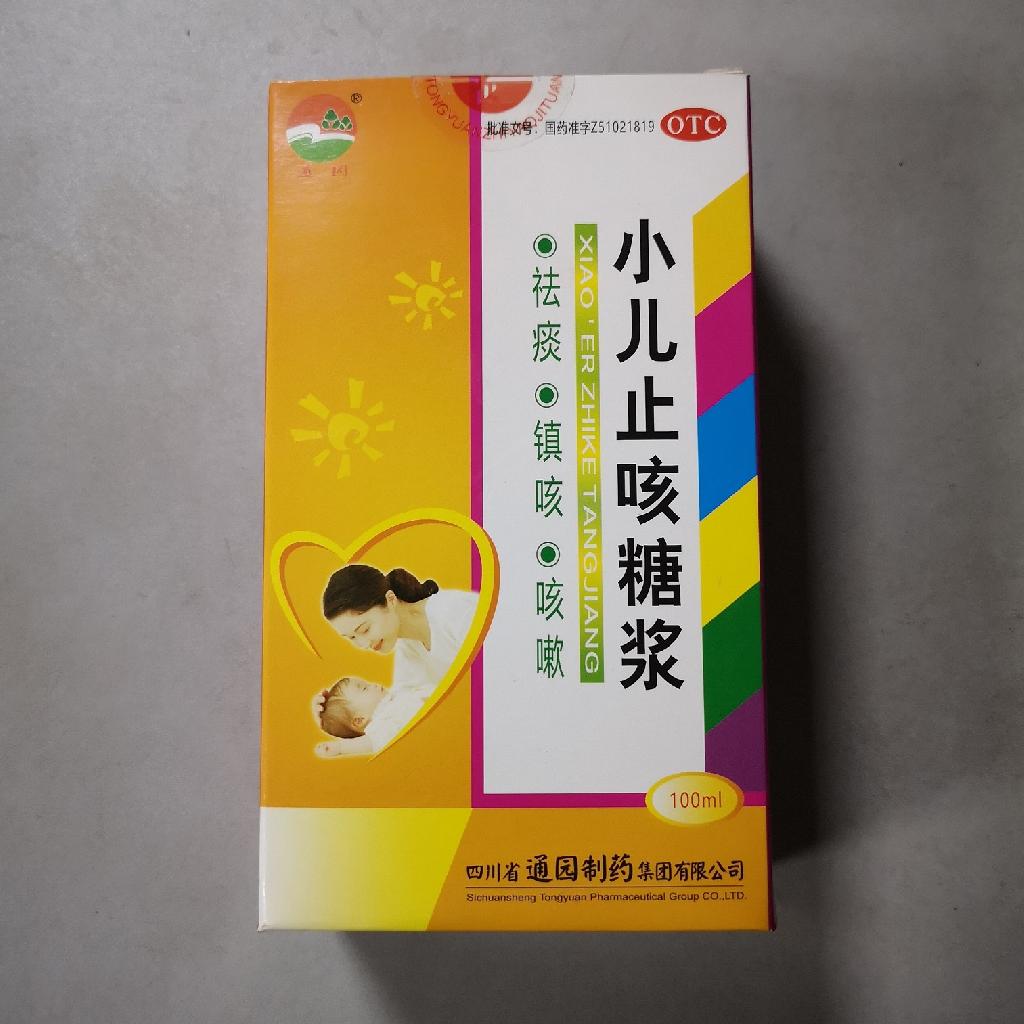 ®
批准文号：国药准字Z51021819
OTC
小儿止咳糖浆
XIAO'ER ZHIKE TANGJIANG
祛痰 镇咳 咳嗽
100ml
四川省通园制药集团有限公司
Sichuansheng Tongyuan Pharmaceutical Group CO.,LTD.